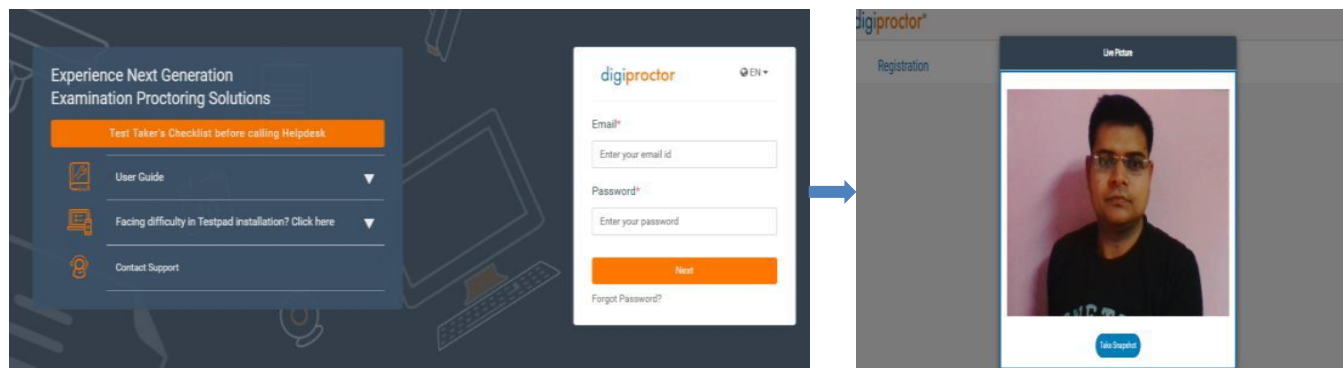 Experience Next Generation
Examination Proctoring Solutions
Test Taker's Checklist before calling Helpdesk
User Guide
Facing difficulty in Testpad installation? Click here
Contact Support
digiproctor
EN
Email*
Enter your email id
Password*
Enter your password
Next
Forgot Password?
digiproctor
Registration
Live Picture
Take Snapshot